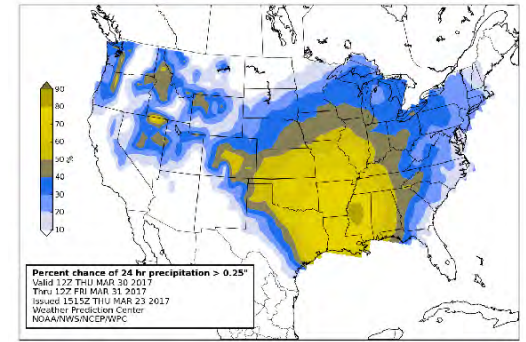 90
80
70
60
50
40
30
20
10
%
Percent chance of 24 hr precipitation > 0.25"
Valid 12Z THU MAR 30 2017
Thru 12Z FRI MAR 31 2017
Issued 1515Z THU MAR 23 2017
Weather Prediction Center
NOAA/NWS/NCEP/WPC